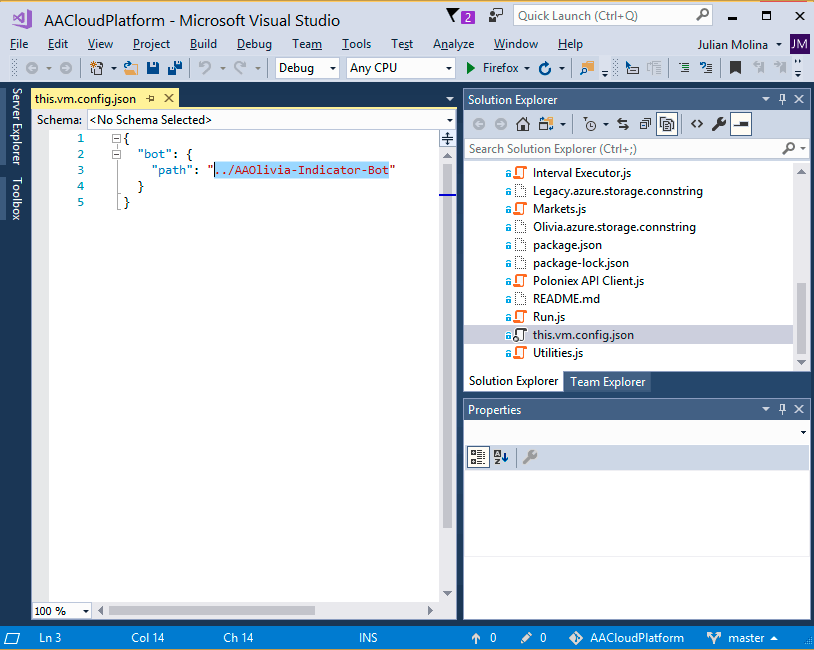 AACloudPlatform - Microsoft Visual Studio
2
Quick Launch (Ctrl+Q)
File Edit View Project Build Debug Team Tools Test Analyze Window Help Julian Molina JM
Debug Any CPU Firefox
Server Explorer
Toolbox
this.vm.config.json
Schema: <No Schema Selected>
1 {
2 "bot": {
3 "path": "../AAOlivia-Indicator-Bot"
4 }
5 }
100 %
Solution Explorer
Search Solution Explorer (Ctrl+;)
Interval Executor.js
Legacy.azure.storage.connstring
Markets.js
Olivia.azure.storage.connstring
package.json
package-lock.json
Poloniex API Client.js
README.md
Run.js
this.vm.config.json
Utilities.js
Solution Explorer Team Explorer
Properties
Ln 3 Col 14 Ch 14 INS 0 0 AACloudPlatform master